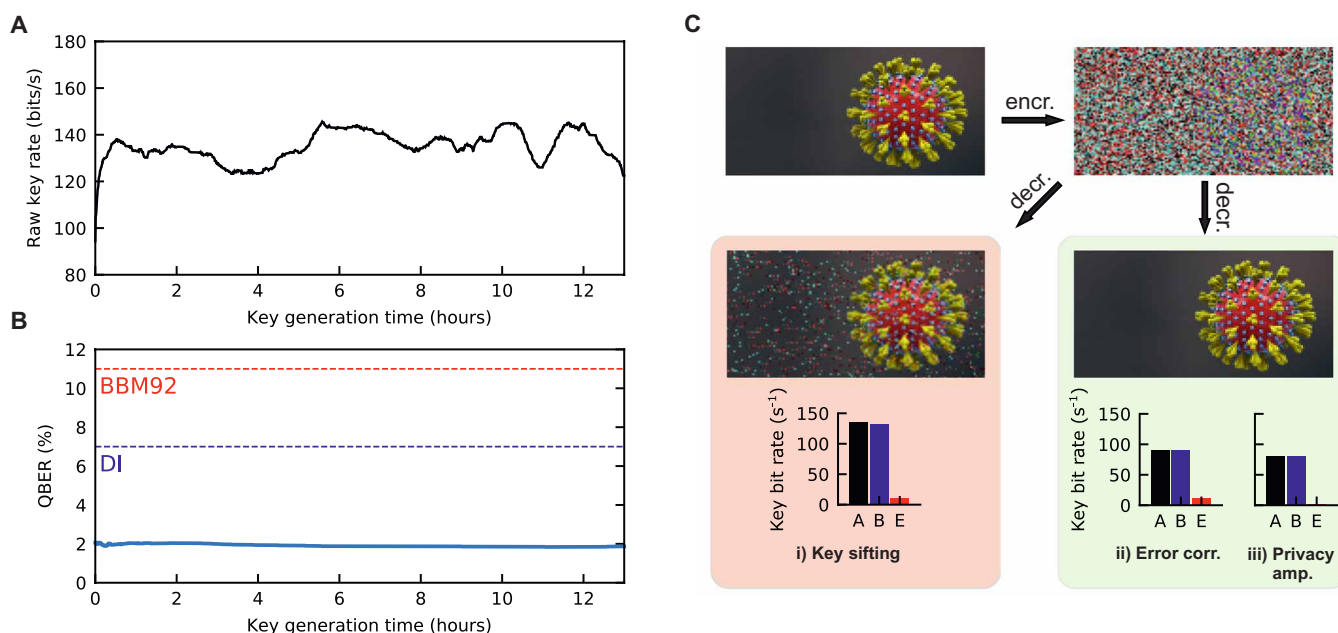 A
180
160
140
120
100
80
Raw key rate (bits/s)
0 2 4 6 8 10 12
Key generation time (hours)
B
12
10
8
6
4
2
0
QBER (%)
BBM92
DI
0 2 4 6 8 10 12
Key generation time (hours)
C
encr.
decr.
decr.
150
100
50
0
Key bit rate (s⁻¹)
A B E
i) Key sifting
150
100
50
0
Key bit rate (s⁻¹)
A B E
A B E
ii) Error corr.
iii) Privacy
amp.